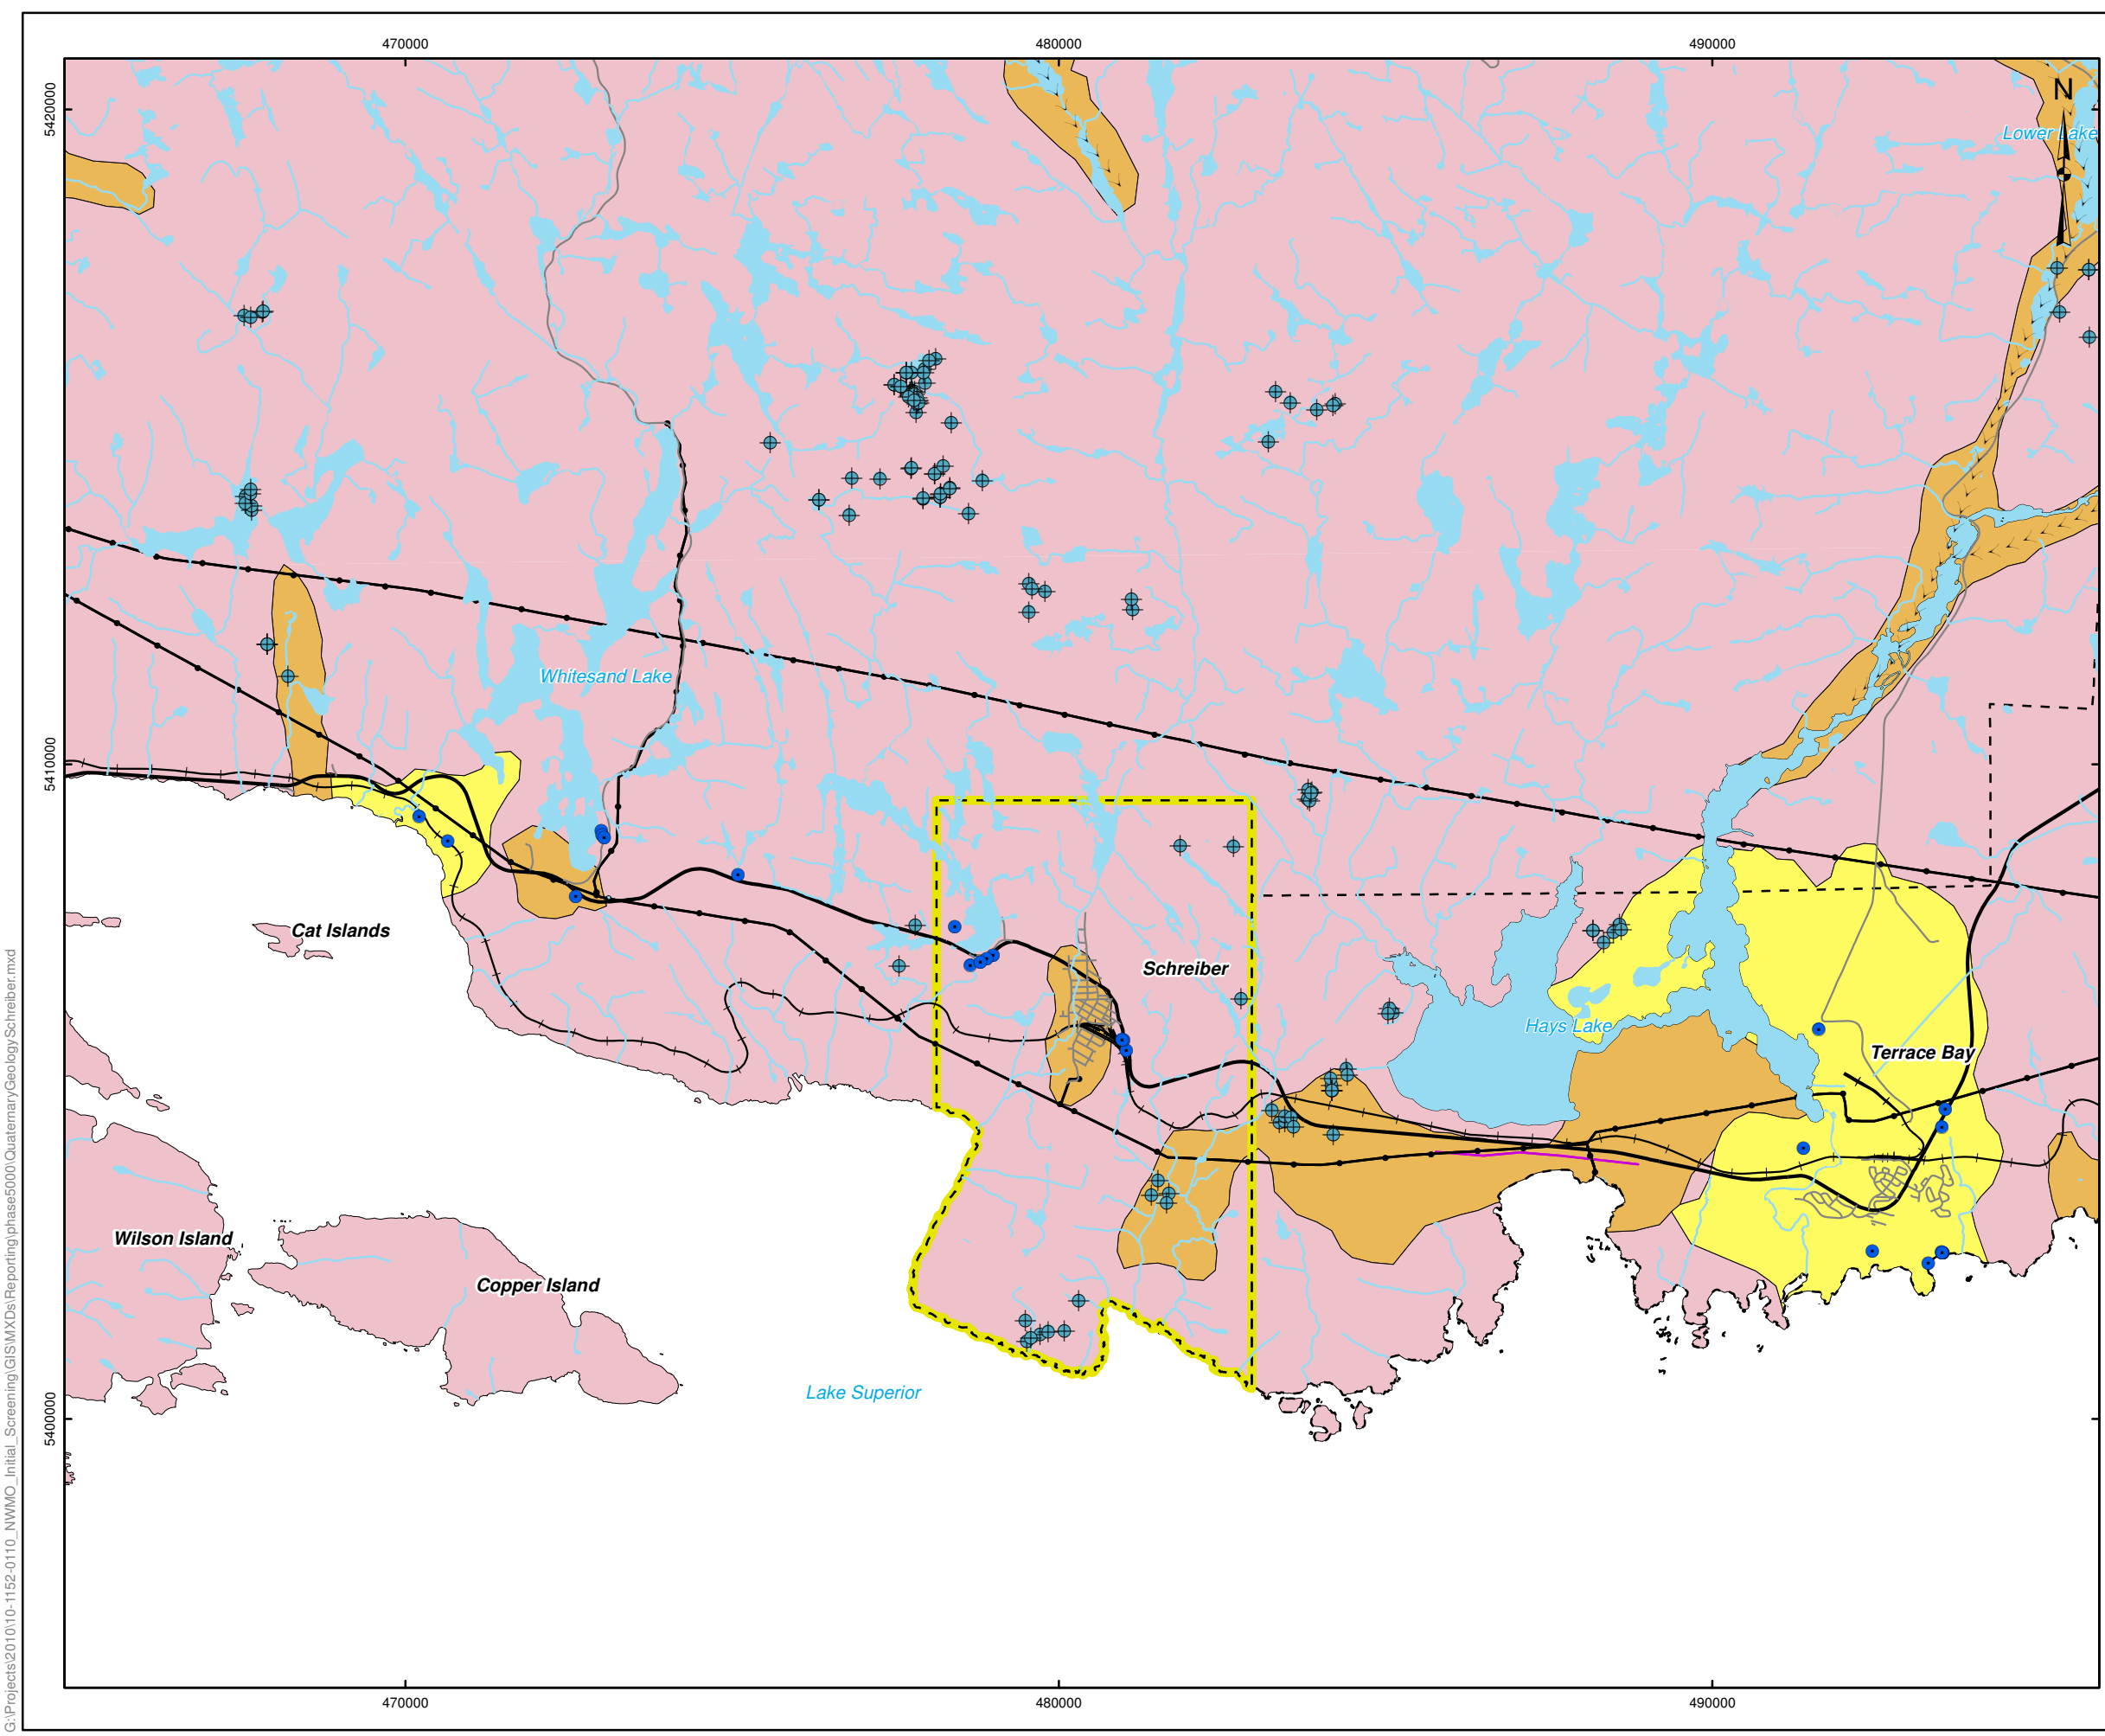 470000 480000 490000
5420000
N
Lower Lake
Whitesand Lake
5410000
Cat Islands
Schreiber
Hays Lake
Terrace Bay
Wilson Island
Copper Island
Lake Superior
5400000
G:\Projects\2010\10-1152-0110_NWMO_Initial_Screening\GIS\MXDs\Reporting\phase5000\QuaternaryGeologySchreiber.mxd
470000 480000 490000